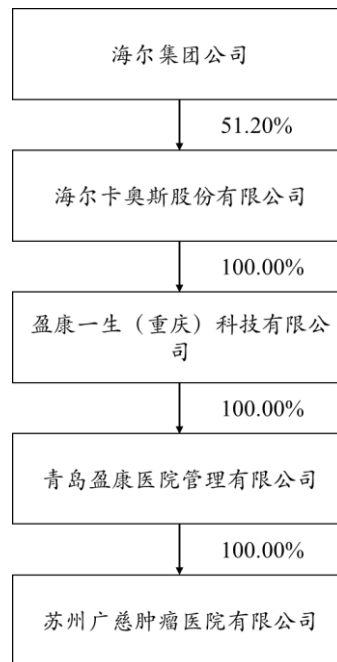 海尔集团公司
51.20%
海尔卡奥斯股份有限公司
100.00%
盈康一生（重庆）科技有限公
司
100.00%
青岛盈康医院管理有限公司
100.00%
苏州广慈肿瘤医院有限公司